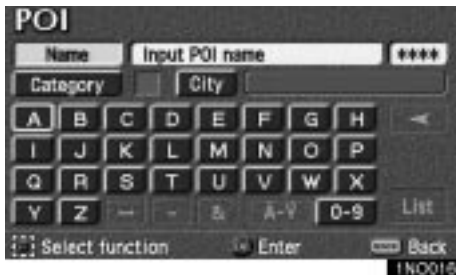 POI
Name Input POI name ****
Category City
A B C D E F G H
I J K L M N O P
Q R S T U V W X
Y Z - & 0-9 List
Select function Enter Back
1NO016